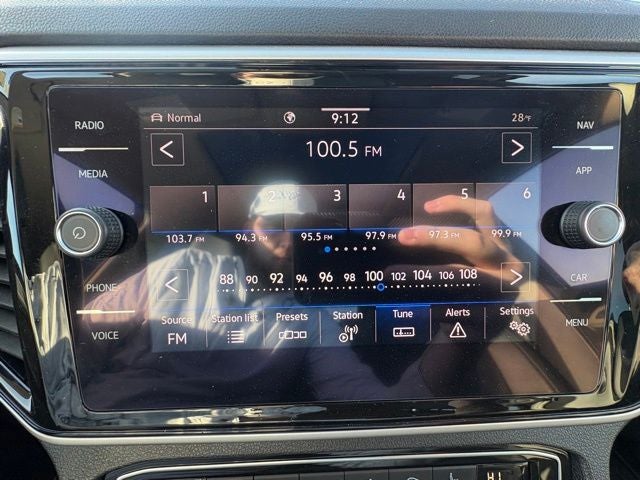 RADIO
MEDIA
PHONE
VOICE
Normal 9:12 28°F
100.5 FM
1 2 3 4 5 6
103.7 FM 94.3 FM 95.5 FM 97.9 FM 97.3 FM 99.9 FM
88 90 92 94 96 98 100 102 104 106 108
Source Station list Presets Station Tune Alerts Settings
FM
NAV
APP
CAR
MENU
HI